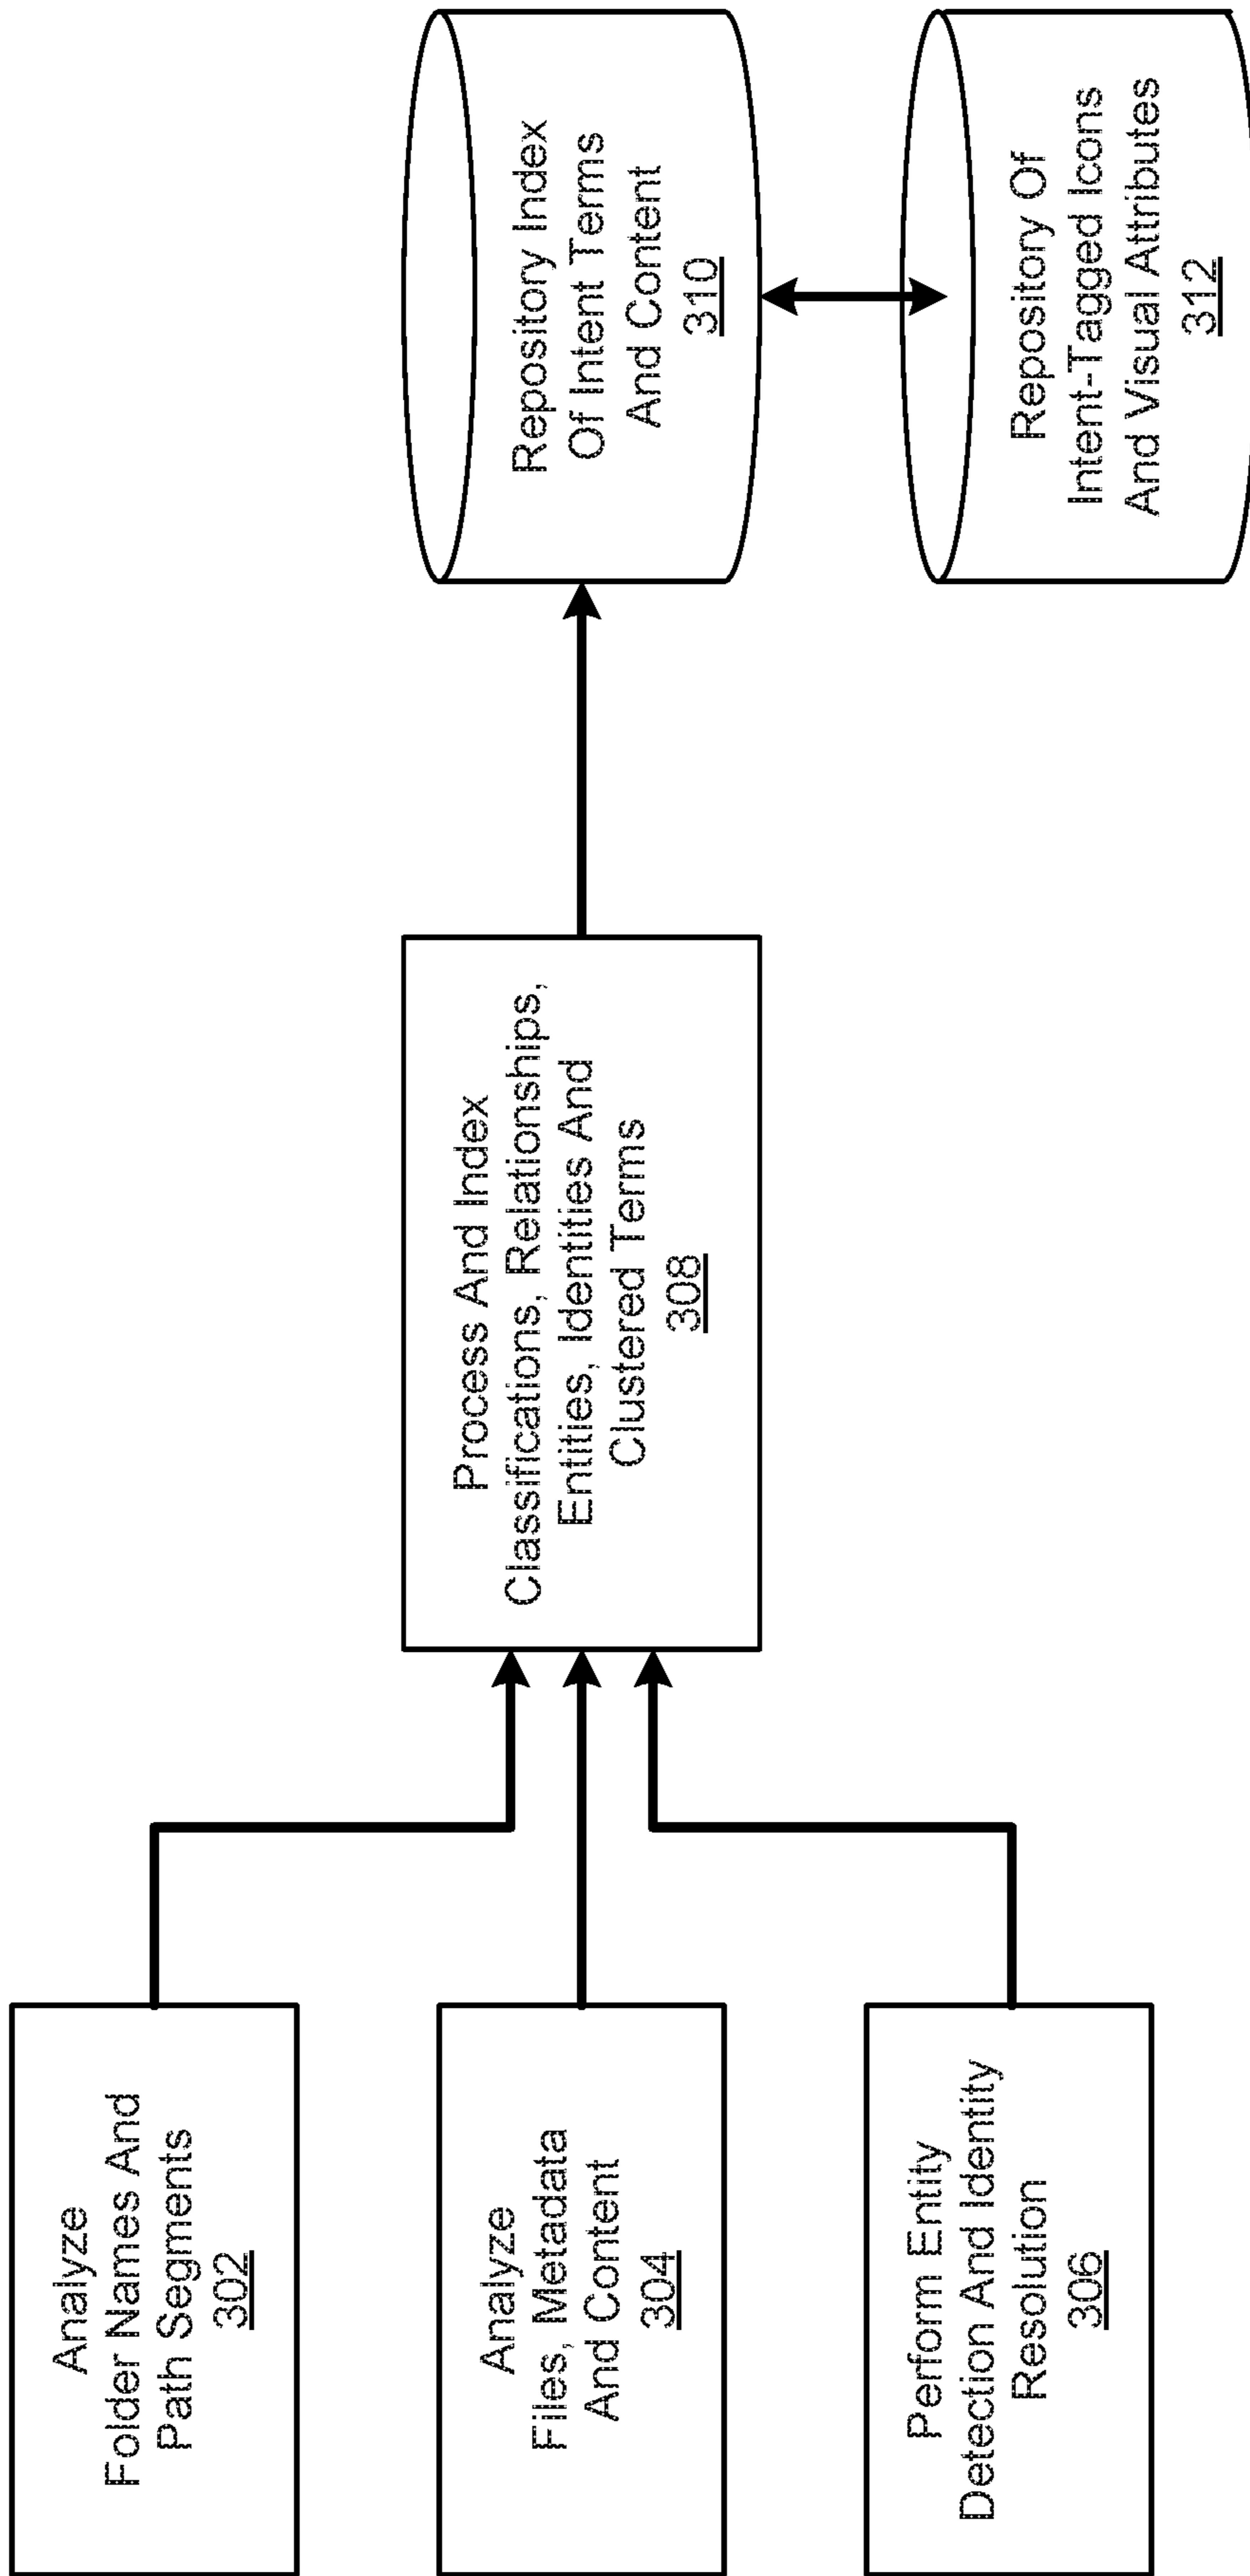 Analyze
Folder Names And
Path Segments
302
Analyze
Files, Metadata
And Content
304
Perform Entity
Detection And Identity
Resolution
306
Process And Index
Classifications, Relationships,
Entities, Identities And
Clustered Terms
308
Repository Index
Of Intent Terms
And Content
310
Repository Of
Intent-Tagged Icons
And Visual Attributes
312